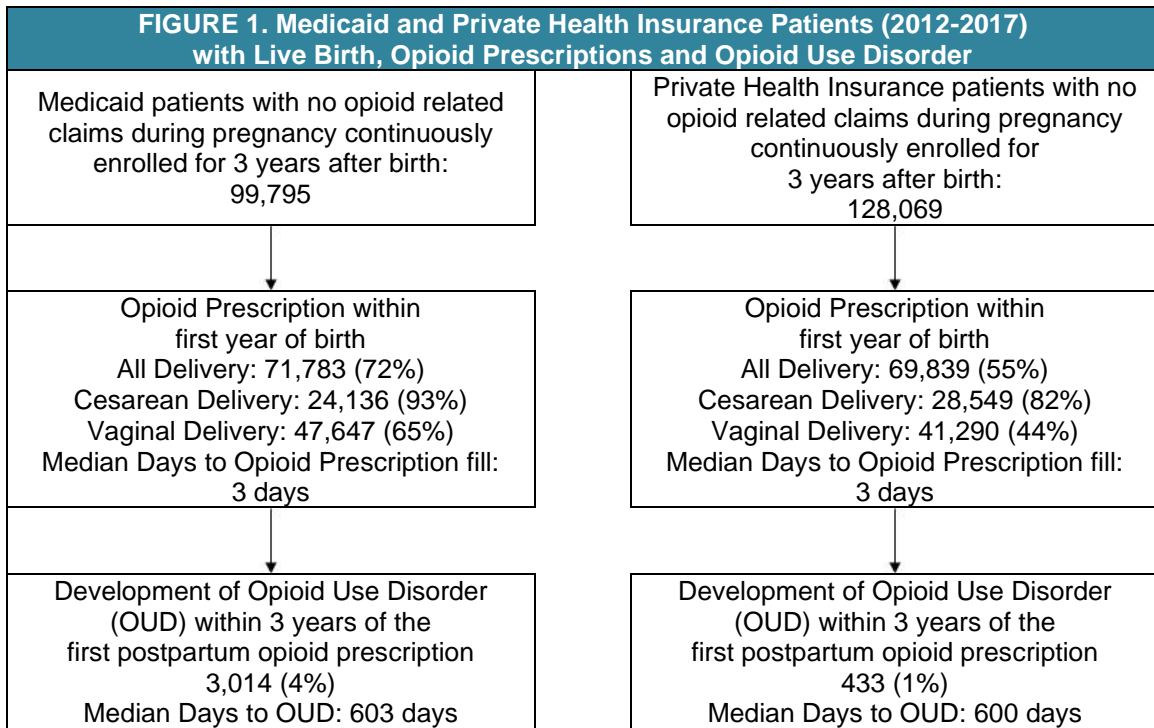 FIGURE 1. Medicaid and Private Health Insurance Patients (2012-2017)
with Live Birth, Opioid Prescriptions and Opioid Use Disorder
Medicaid patients with no opioid related
claims during pregnancy continuously
enrolled for 3 years after birth:
99,795
Private Health Insurance patients with no
opioid related claims during pregnancy
continuously enrolled for
3 years after birth:
128,069
Opioid Prescription within
first year of birth
All Delivery: 71,783 (72%)
Cesarean Delivery: 24,136 (93%)
Vaginal Delivery: 47,647 (65%)
Median Days to Opioid Prescription fill:
3 days
Opioid Prescription within
first year of birth
All Delivery: 69,839 (55%)
Cesarean Delivery: 28,549 (82%)
Vaginal Delivery: 41,290 (44%)
Median Days to Opioid Prescription fill:
3 days
Development of Opioid Use Disorder
(OUD) within 3 years of the
first postpartum opioid prescription
3,014 (4%)
Median Days to OUD: 603 days
Development of Opioid Use Disorder
(OUD) within 3 years of the
first postpartum opioid prescription
433 (1%)
Median Days to OUD: 600 days